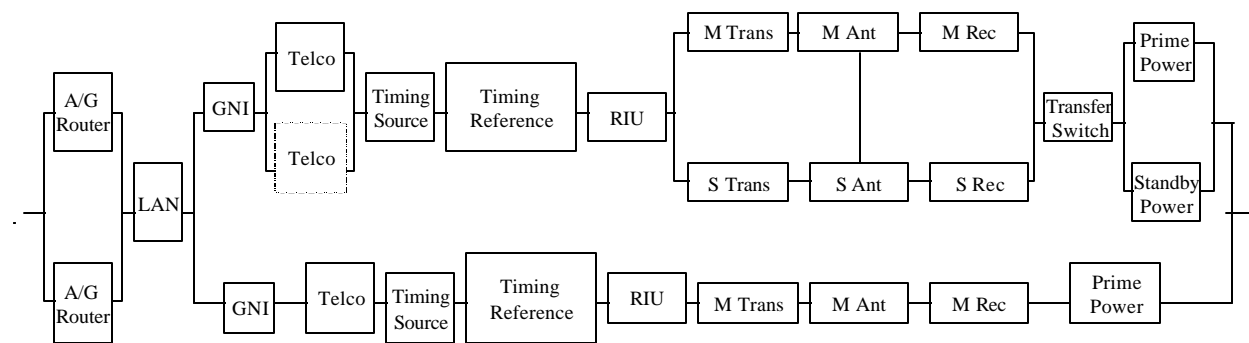 A/G
Router
A/G
Router
LAN
GNI
Telco
Telco
Timing
Source
Timing
Reference
RIU
M Trans
M Ant
M Rec
S Trans
S Ant
S Rec
Transfer
Switch
Prime
Power
Standby
Power
GNI
Telco
Timing
Source
Timing
Reference
RIU
M Trans
M Ant
M Rec
Prime
Power